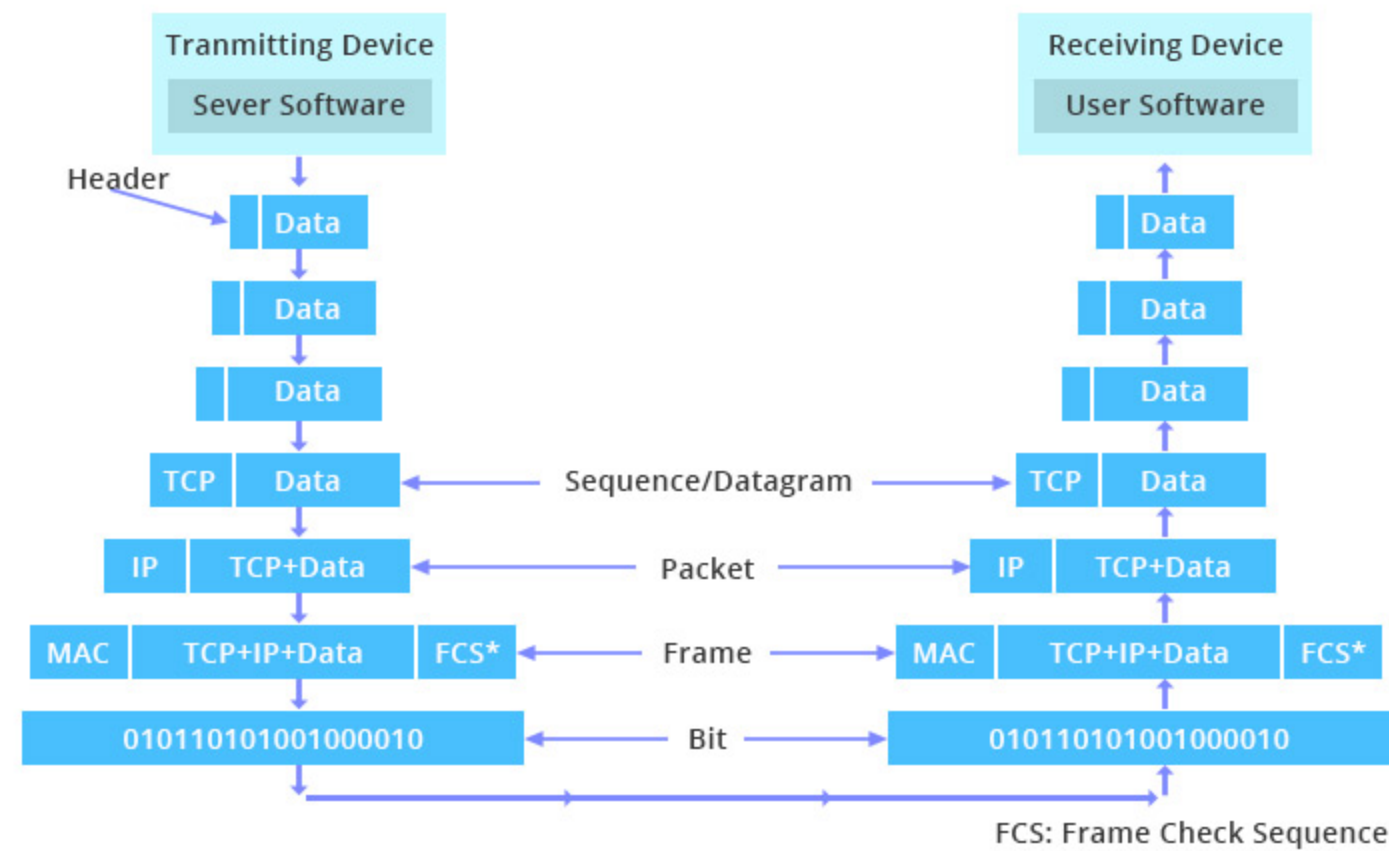 Tranmitting Device
Receiving Device
Sever Software
User Software
Header
Data
Data
Data
Data
Data
Data
TCP
Data
Sequence/Datagram
TCP
Data
IP
TCP+Data
Packet
IP
TCP+Data
MAC
TCP+IP+Data
FCS*
Frame
MAC
TCP+IP+Data
FCS*
010110101001000010
Bit
010110101001000010
FCS: Frame Check Sequence